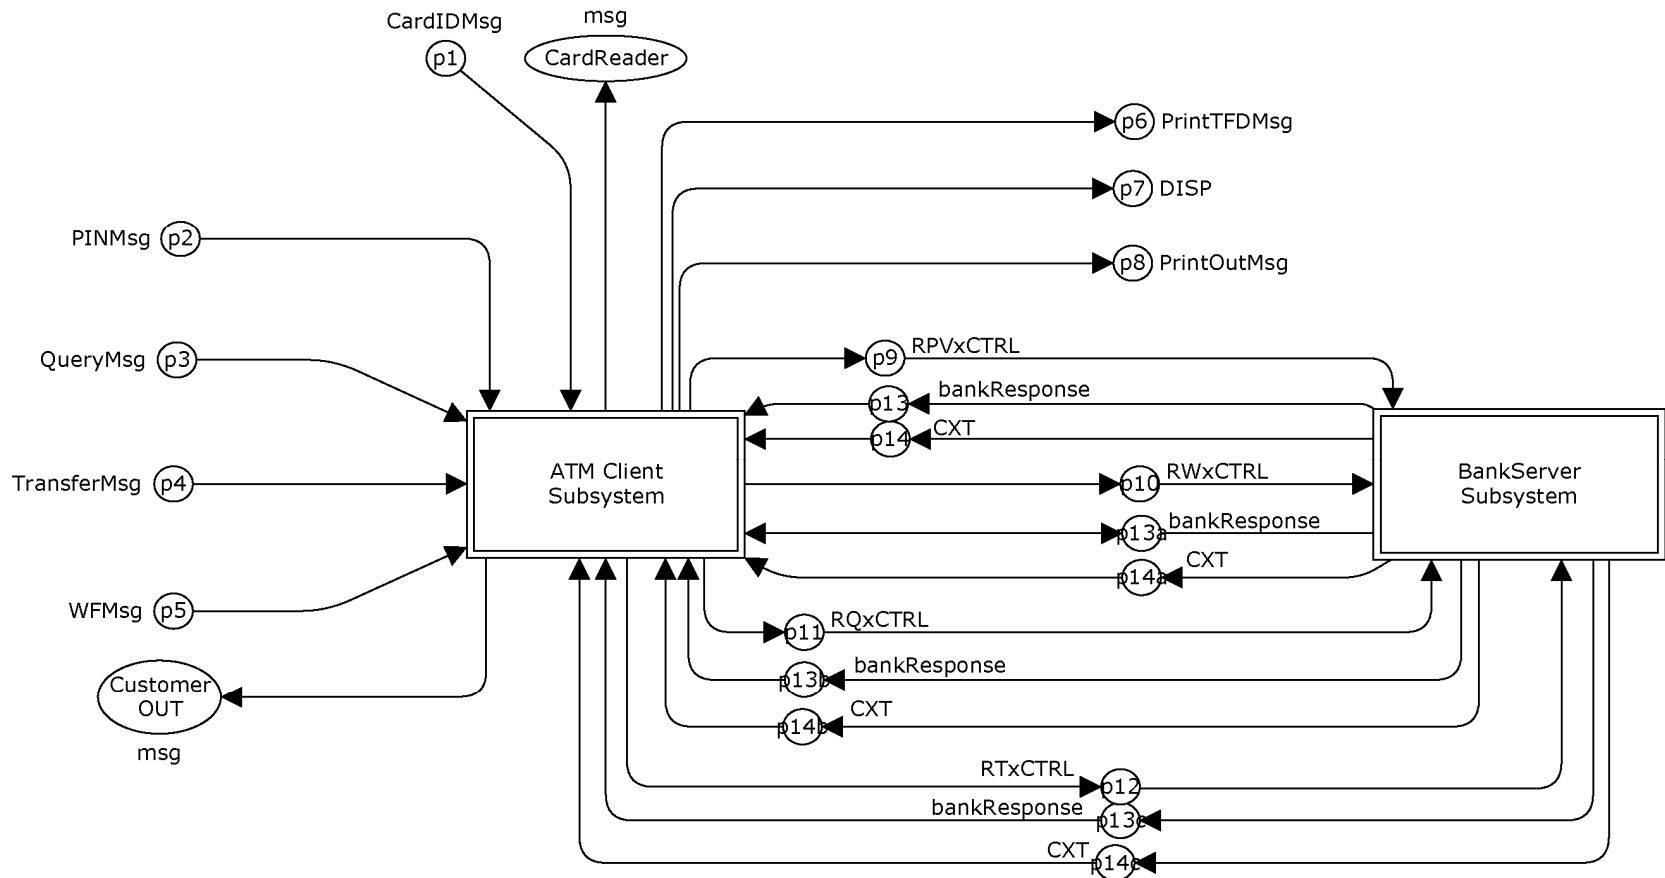 msg
CardIDMsg
p1
CardReader
p6 PrintTFDMsg
p7 DISP
PINMsg p2
p8 PrintOutMsg
RPVxCTRL
QueryMsg p3
p9
bankResponse
p13
CXT
p14
ATM Client
Subsystem
BankServer
Subsystem
RWxCTRL
TransferMsg p4
p10
bankResponse
p13a
CXT
p14a
WFMsg p5
RQxCTRL
p11
bankResponse
p13b
Customer
OUT
CXT
p14b
msg
RTxCTRL
p12
bankResponse
p13c
CXT
p14c